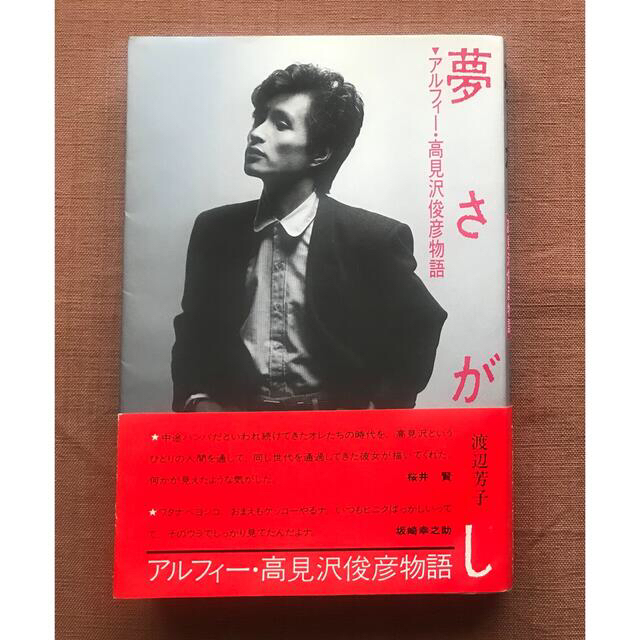 夢さがし
▼アルフィー・高見沢俊彦物語
渡辺芳子
★中途ハンパだといわれ続けてきたオレたちの時代を、高見沢という
ひとりの人間を通して、同じ世代を通過してきた彼女が描いてくれた。
何かが見えたような気がした。 桜井 賢
★ワタナベヨシコ、おまえもケッコーやるナ。いつもヒニクばっかしいって
て、そのウラでしっかり見てたんだよナ。 坂崎幸之助
アルフィー・高見沢俊彦物語